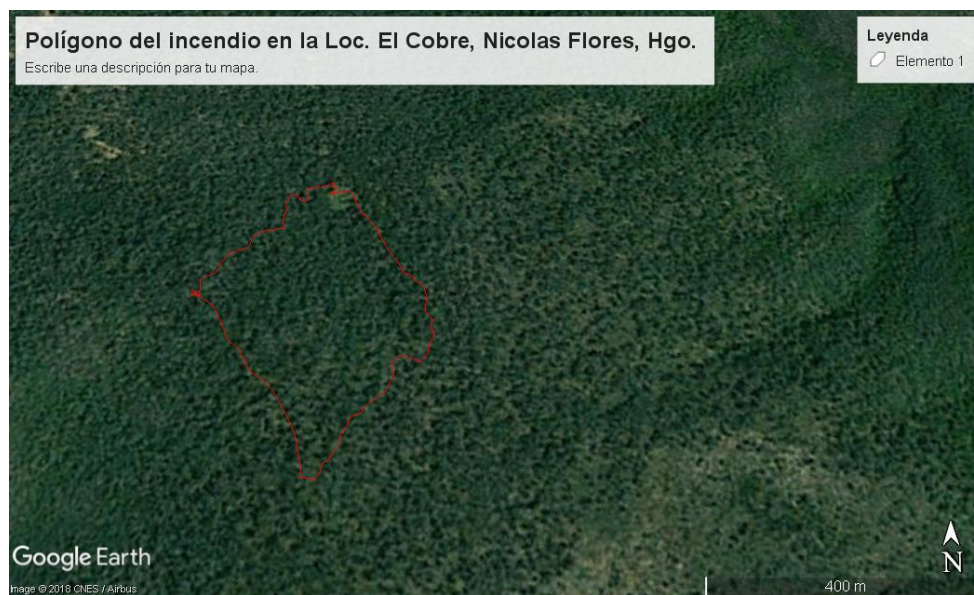 Polígono del incendio en la Loc. El Cobre, Nicolas Flores, Hgo.
Escribe una descripción para tu mapa.
Leyenda
Elemento 1
Google Earth
N
Image © 2018 CNES / Airbus
400 m